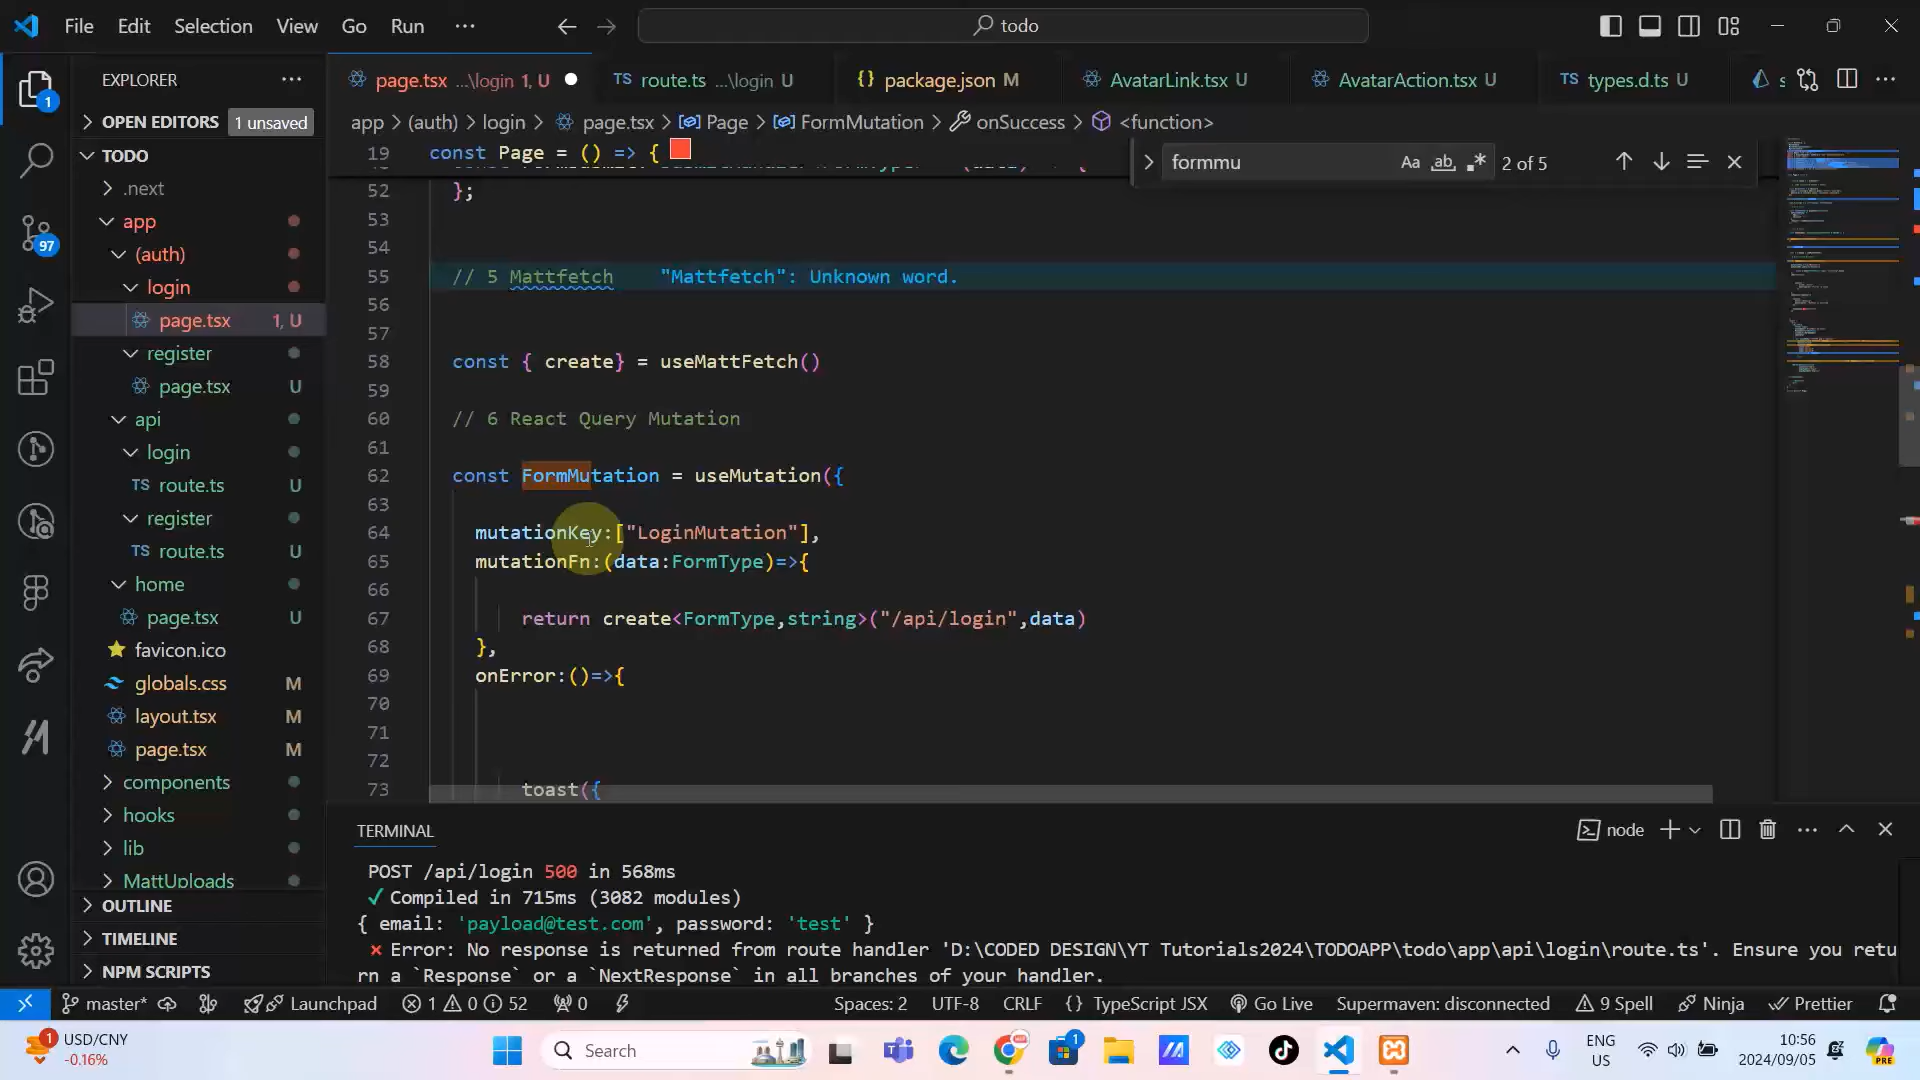 File Edit Selection View Go Run ··· todo
EXPLORER
page.tsx ...\login 1, U
route.ts ...\login U
package.json M
AvatarLink.tsx U
AvatarAction.tsx U
types.d.ts U
OPEN EDITORS 1 unsaved
app > (auth) > login > page.tsx > Page > FormMutation > onSuccess > <function>
TODO
.next
app
(auth)
login
page.tsx 1, U
register
page.tsx U
api
login
route.ts U
register
route.ts U
home
page.tsx U
favicon.ico
globals.css M
layout.tsx M
page.tsx M
components
hooks
lib
MattUploads
OUTLINE
TIMELINE
NPM SCRIPTS
1
97
formmu Aa ab 2 of 5
19 const Page = () => {
52 };
53
54
55 // 5 Mattfetch "Mattfetch": Unknown word.
56
57
58 const { create} = useMattFetch()
59
60 // 6 React Query Mutation
61
62 const FormMutation = useMutation({
63
64 mutationKey:["LoginMutation"],
65 mutationFn:(data:FormType)=>{
66
67 return create<FormType,string>("/api/login",data)
68 },
69 onError:()=>{
70
71
72
73 toast({
TERMINAL node
POST /api/login 500 in 568ms
✓ Compiled in 715ms (3082 modules)
{ email: 'payload@test.com', password: 'test' }
⨯ Error: No response is returned from route handler 'D:\CODED DESIGN\YT Tutorials2024\TODOAPP\todo\app\api\login\route.ts'. Ensure you retu
rn a `Response` or a `NextResponse` in all branches of your handler.
master* Launchpad 1 0 52 0 Spaces: 2 UTF-8 CRLF {} TypeScript JSX Go Live Supermaven: disconnected 9 Spell Ninja Prettier
1 USD/CNY
-0.16%
Search
1
ENG
US
10:56
2024/09/05
PRE